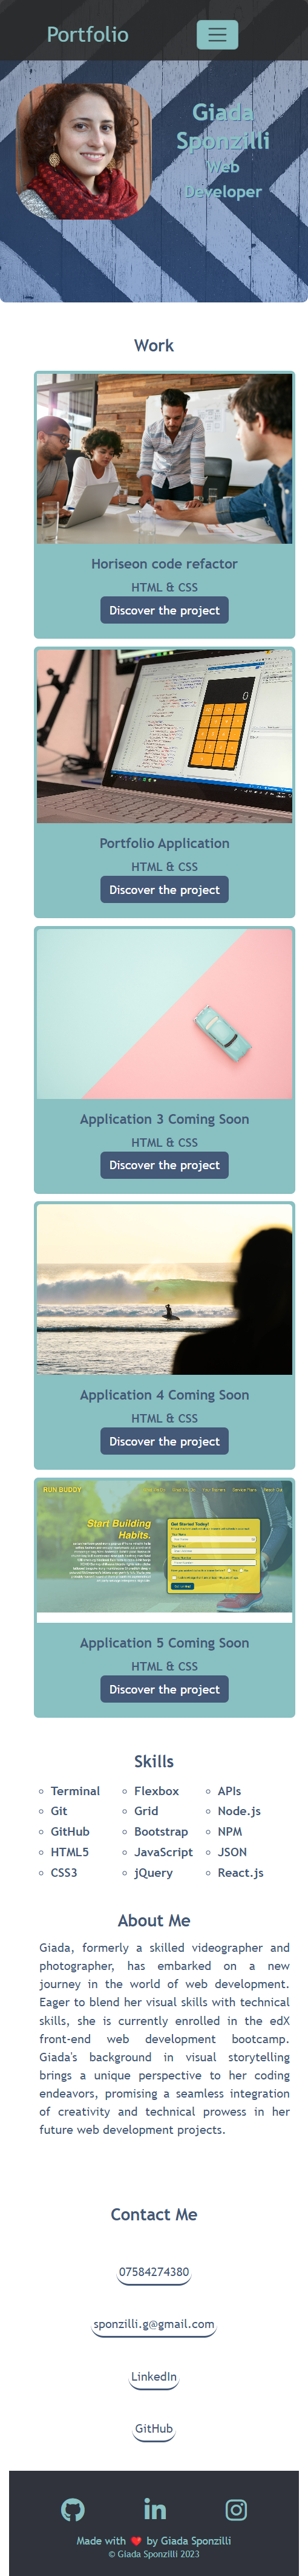 Portfolio
Giada
Sponzilli
Web
Developer
Work
Horiseon code refactor
HTML & CSS
Discover the project
0
Portfolio Application
HTML & CSS
Discover the project
Application 3 Coming Soon
HTML & CSS
Discover the project
Application 4 Coming Soon
HTML & CSS
Discover the project
RUN BUDDY
Start Building
Habits.
Get Started Today!
Application 5 Coming Soon
HTML & CSS
Discover the project
Skills
Terminal
Git
GitHub
HTML5
CSS3
Flexbox
Grid
Bootstrap
JavaScript
jQuery
APIs
Node.js
NPM
JSON
React.js
About Me
Giada, formerly a skilled videographer and
photographer, has embarked on a new
journey in the world of web development.
Eager to blend her visual skills with technical
skills, she is currently enrolled in the edX
front-end web development bootcamp.
Giada's background in visual storytelling
brings a unique perspective to her coding
endeavors, promising a seamless integration
of creativity and technical prowess in her
future web development projects.
Contact Me
07584274380
sponzilli.g@gmail.com
LinkedIn
GitHub
in
Made with ❤️ by Giada Sponzilli
© Giada Sponzilli 2023